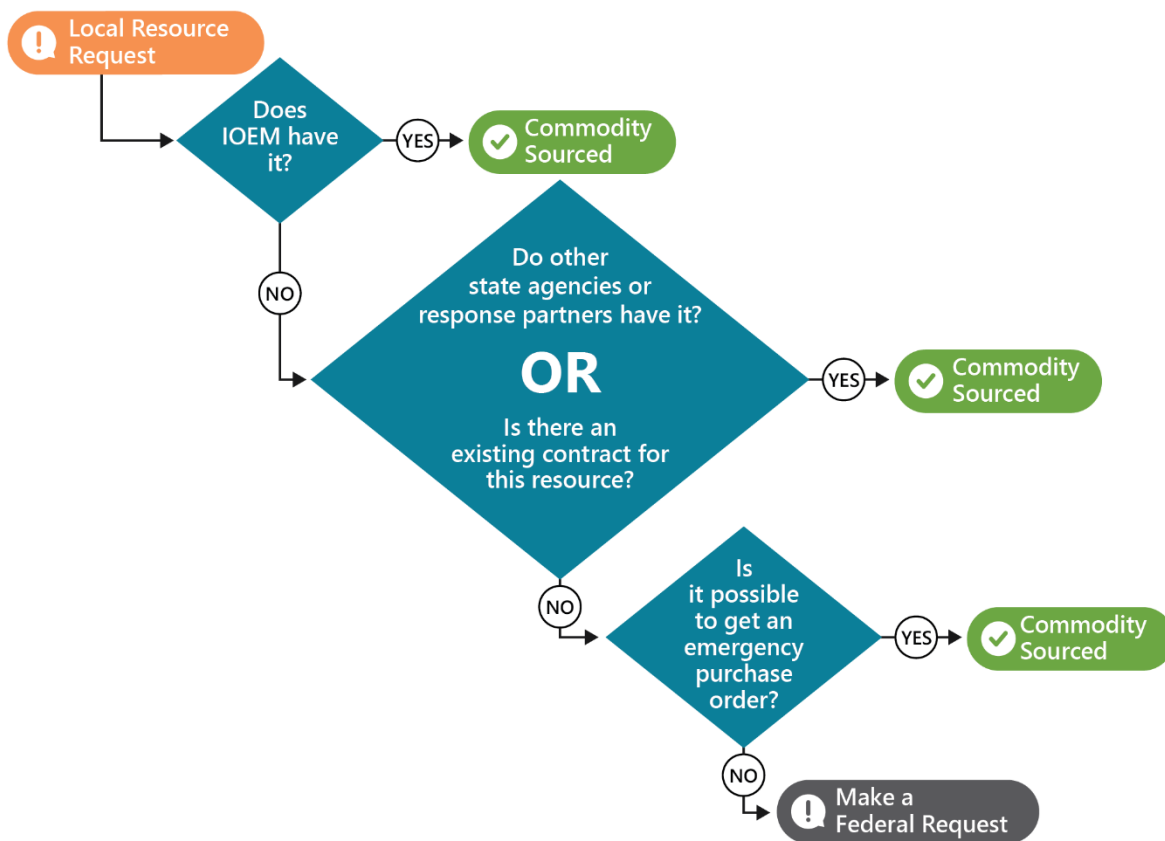 Local Resource
Request
Does
IOEM have
it?
YES
Commodity
Sourced
NO
Do other
state agencies or
response partners have it?
OR
Is there an
existing contract for
this resource?
YES
Commodity
Sourced
NO
Is
it possible
to get an
emergency
purchase
order?
YES
Commodity
Sourced
NO
Make a
Federal Request